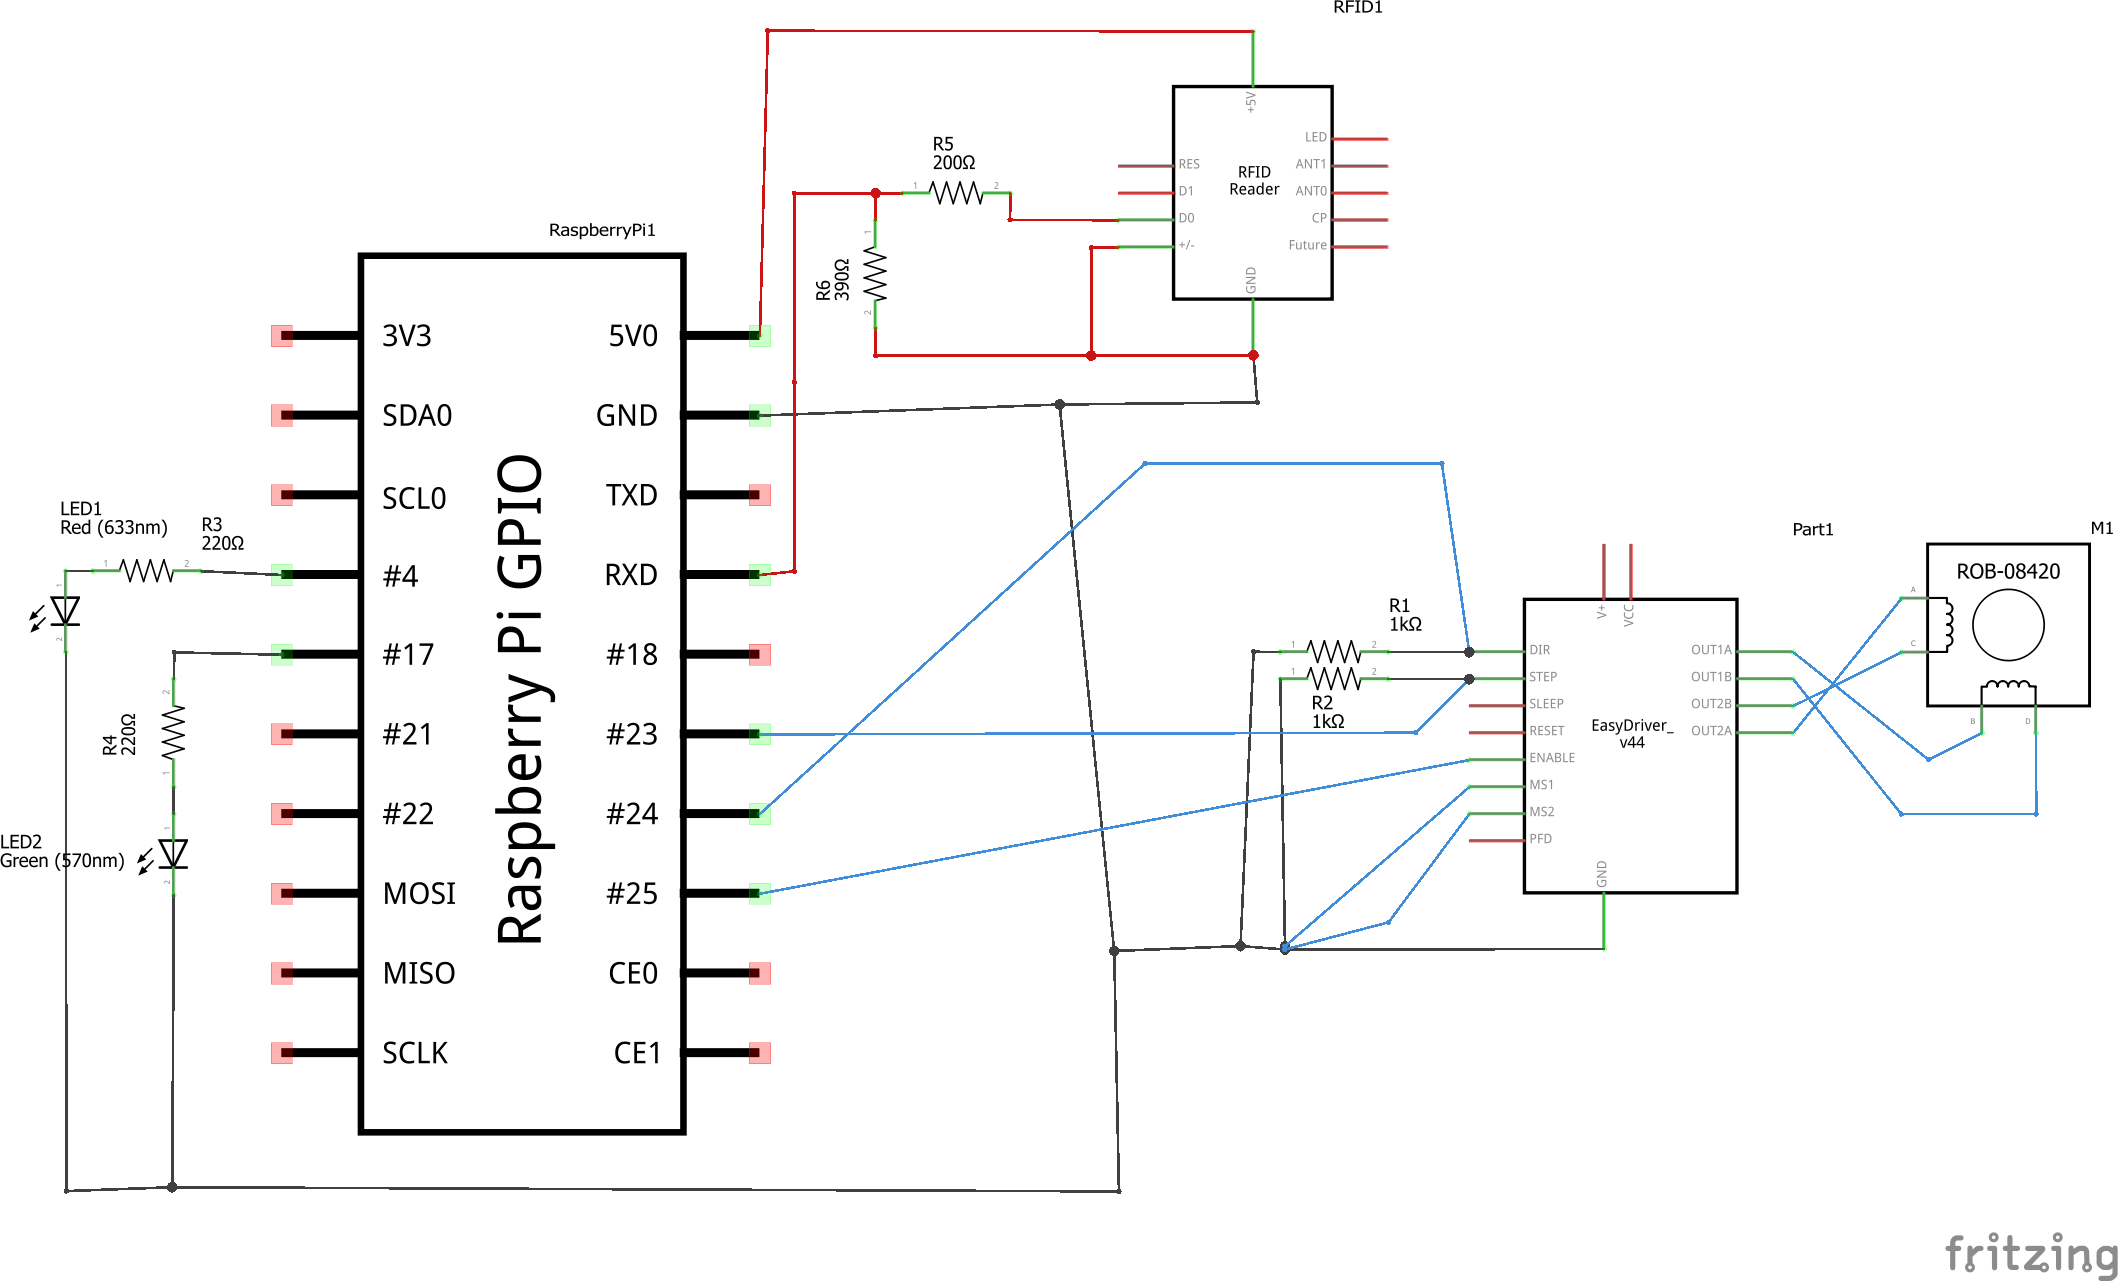 RFID1
+5V
LED
RES
ANT1
RFID
Reader
D1
ANT0
D0
CP
+/-
Future
GND
R5
200Ω
1
2
R6
390Ω
1
2
RaspberryPi1
3V3
5V0
SDA0
GND
SCL0
TXD
#4
RXD
#17
#18
#21
#23
#22
#24
MOSI
#25
MISO
CE0
SCLK
CE1
Raspberry Pi GPIO
LED1
Red (633nm)
1
2
R3
220Ω
1
2
R4
220Ω
2
1
LED2
Green (570nm)
1
2
R1
1kΩ
1
2
1
2
R2
1kΩ
Part1
V+
VCC
DIR
OUT1A
STEP
OUT1B
SLEEP
OUT2B
RESET
OUT2A
EasyDriver_
v44
ENABLE
MS1
MS2
PFD
GND
M1
ROB-08420
A
C
B
D
fritzing